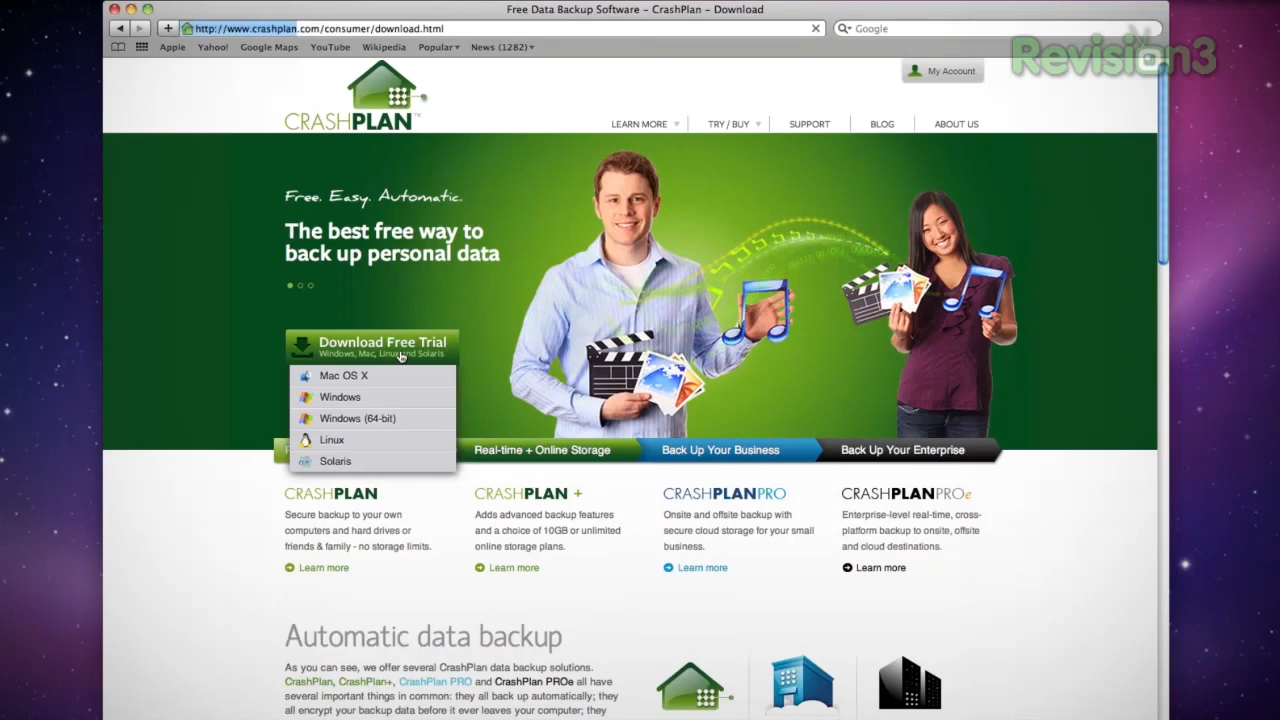 Free Data Backup Software – CrashPlan – Download
http://www.crashplan.com/consumer/download.html
Google
Apple Yahoo! Google Maps YouTube Wikipedia Popular News (1282)
Revision3
My Account
CRASHPLAN™
LEARN MORE TRY / BUY SUPPORT BLOG ABOUT US
Free. Easy. Automatic.
The best free way to
back up personal data
Download Free Trial
Windows, Mac, Linux and Solaris
Mac OS X
Windows
Windows (64-bit)
Linux
Solaris
Real-time + Online Storage
Back Up Your Business
Back Up Your Enterprise
CRASHPLAN
Secure backup to your own
computers and hard drives or
friends & family - no storage limits.
Learn more
CRASHPLAN +
Adds advanced backup features
and a choice of 10GB or unlimited
online storage plans.
Learn more
CRASHPLANPRO
Onsite and offsite backup with
secure cloud storage for your small
business.
Learn more
CRASHPLANPROe
Enterprise-level real-time, cross-
platform backup to onsite, offsite
and cloud destinations.
Learn more
Automatic data backup
As you can see, we offer several CrashPlan data backup solutions.
CrashPlan, CrashPlan+, CrashPlan PRO and CrashPlan PROe all have
several important things in common: they all back up automatically; they
all encrypt your backup data before it ever leaves your computer; they